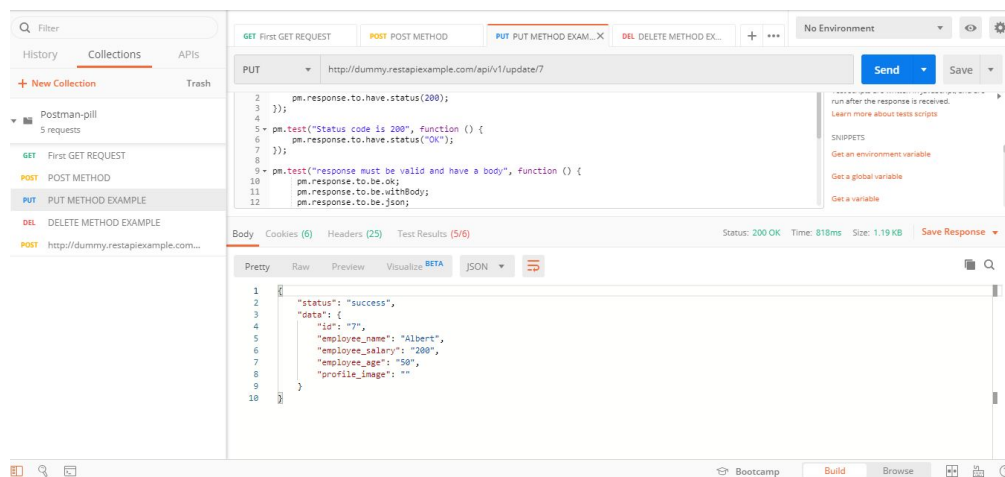 Filter
History Collections APIs
+ New Collection Trash
Postman-pill
5 requests
GET First GET REQUEST
POST POST METHOD
PUT PUT METHOD EXAMPLE
DEL DELETE METHOD EXAMPLE
POST http://dummy.restapiexample.com...
GET First GET REQUEST POST POST METHOD PUT PUT METHOD EXAM... DEL DELETE METHOD EX... + ••• No Environment
PUT http://dummy.restapiexample.com/api/v1/update/7 Send Save
2 pm.response.to.have.status(200);
3 });
4
5 pm.test("Status code is 200", function () {
6 pm.response.to.have.status("OK");
7 });
8
9 pm.test("response must be valid and have a body", function () {
10 pm.response.to.be.ok;
11 pm.response.to.be.withBody;
12 pm.response.to.be.json;
run after the response is received.
Learn more about tests scripts
SNIPPETS
Get an environment variable
Get a global variable
Get a variable
Body Cookies (6) Headers (25) Test Results (5/6) Status: 200 OK Time: 818ms Size: 1.19 KB Save Response
Pretty Raw Preview Visualize BETA JSON
1 {
2 "status": "success",
3 "data": {
4 "id": "7",
5 "employee_name": "Albert",
6 "employee_salary": "200",
7 "employee_age": "50",
8 "profile_image": ""
9 }
10 }
Bootcamp Build Browse